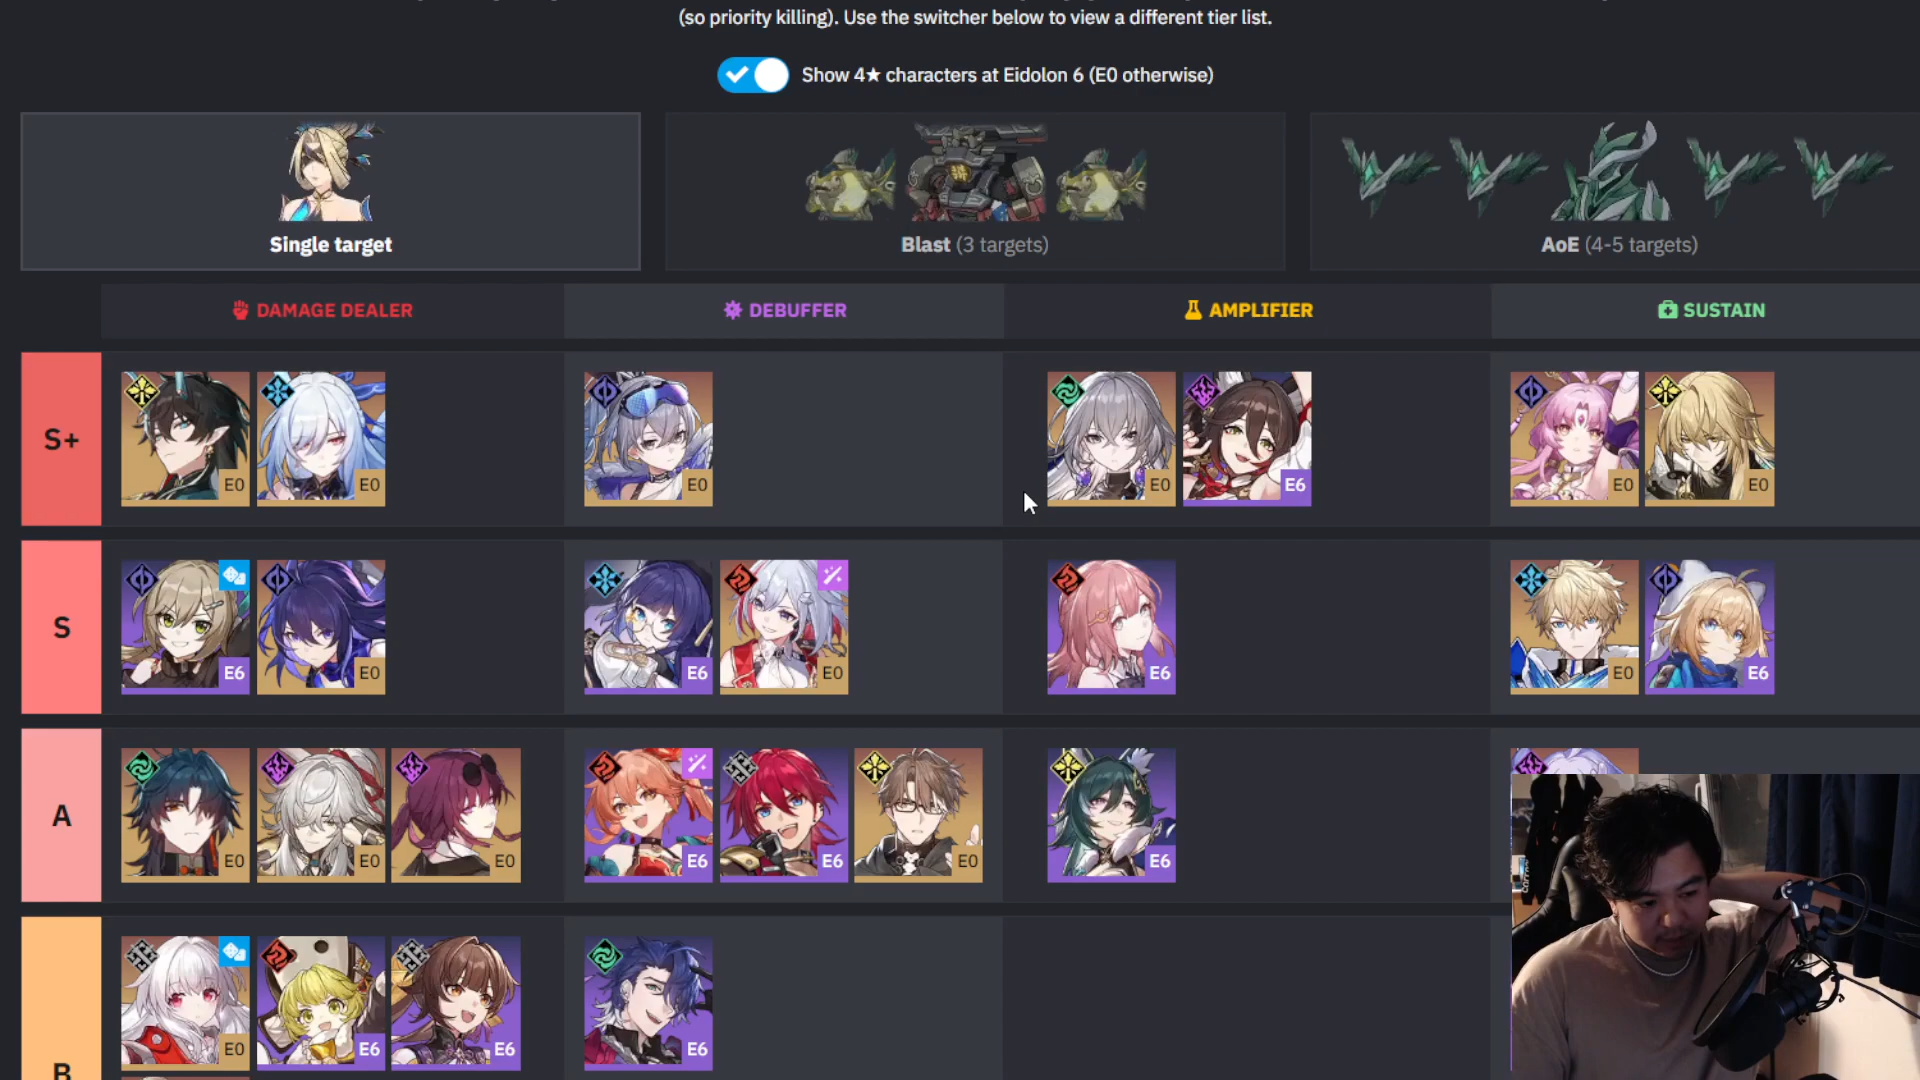 (so priority killing). Use the switcher below to view a different tier list.
Show 4★ characters at Eidolon 6 (E0 otherwise)
Single target
Blast (3 targets)
AoE (4-5 targets)
DAMAGE DEALER
DEBUFFER
AMPLIFIER
SUSTAIN
S+
E0
E0
E0
E0
E6
E0
E0
S
E6
E0
E6
E0
E6
E0
E6
A
E0
E0
E0
E6
E6
E0
E6
B
E0
E6
E6
E6